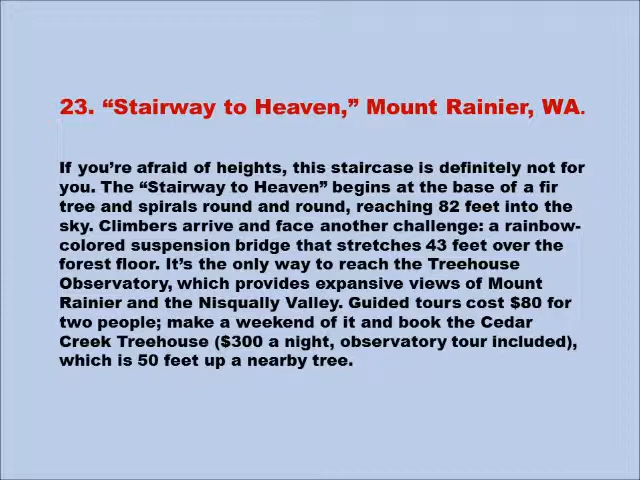 23. “Stairway to Heaven,” Mount Rainier, WA.
If you’re afraid of heights, this staircase is definitely not for
you. The “Stairway to Heaven” begins at the base of a fir
tree and spirals round and round, reaching 82 feet into the
sky. Climbers arrive and face another challenge: a rainbow-
colored suspension bridge that stretches 43 feet over the
forest floor. It’s the only way to reach the Treehouse
Observatory, which provides expansive views of Mount
Rainier and the Nisqually Valley. Guided tours cost $80 for
two people; make a weekend of it and book the Cedar
Creek Treehouse ($300 a night, observatory tour included),
which is 50 feet up a nearby tree.